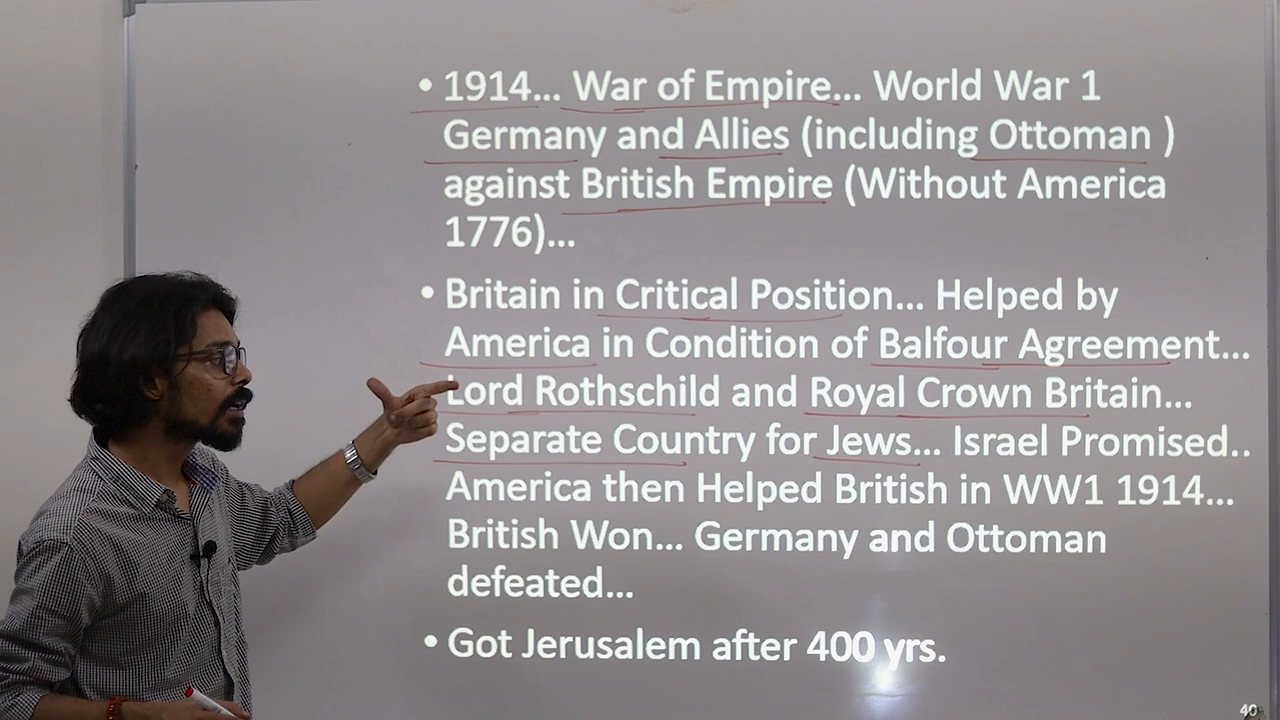 • 1914... War of Empire... World War 1
Germany and Allies (including Ottoman )
against British Empire (Without America
1776)...
• Britain in Critical Position... Helped by
America in Condition of Balfour Agreement...
Lord Rothschild and Royal Crown Britain...
Separate Country for Jews... Israel Promised..
America then Helped British in WW1 1914...
British Won... Germany and Ottoman
defeated...
• Got Jerusalem after 400 yrs.
40